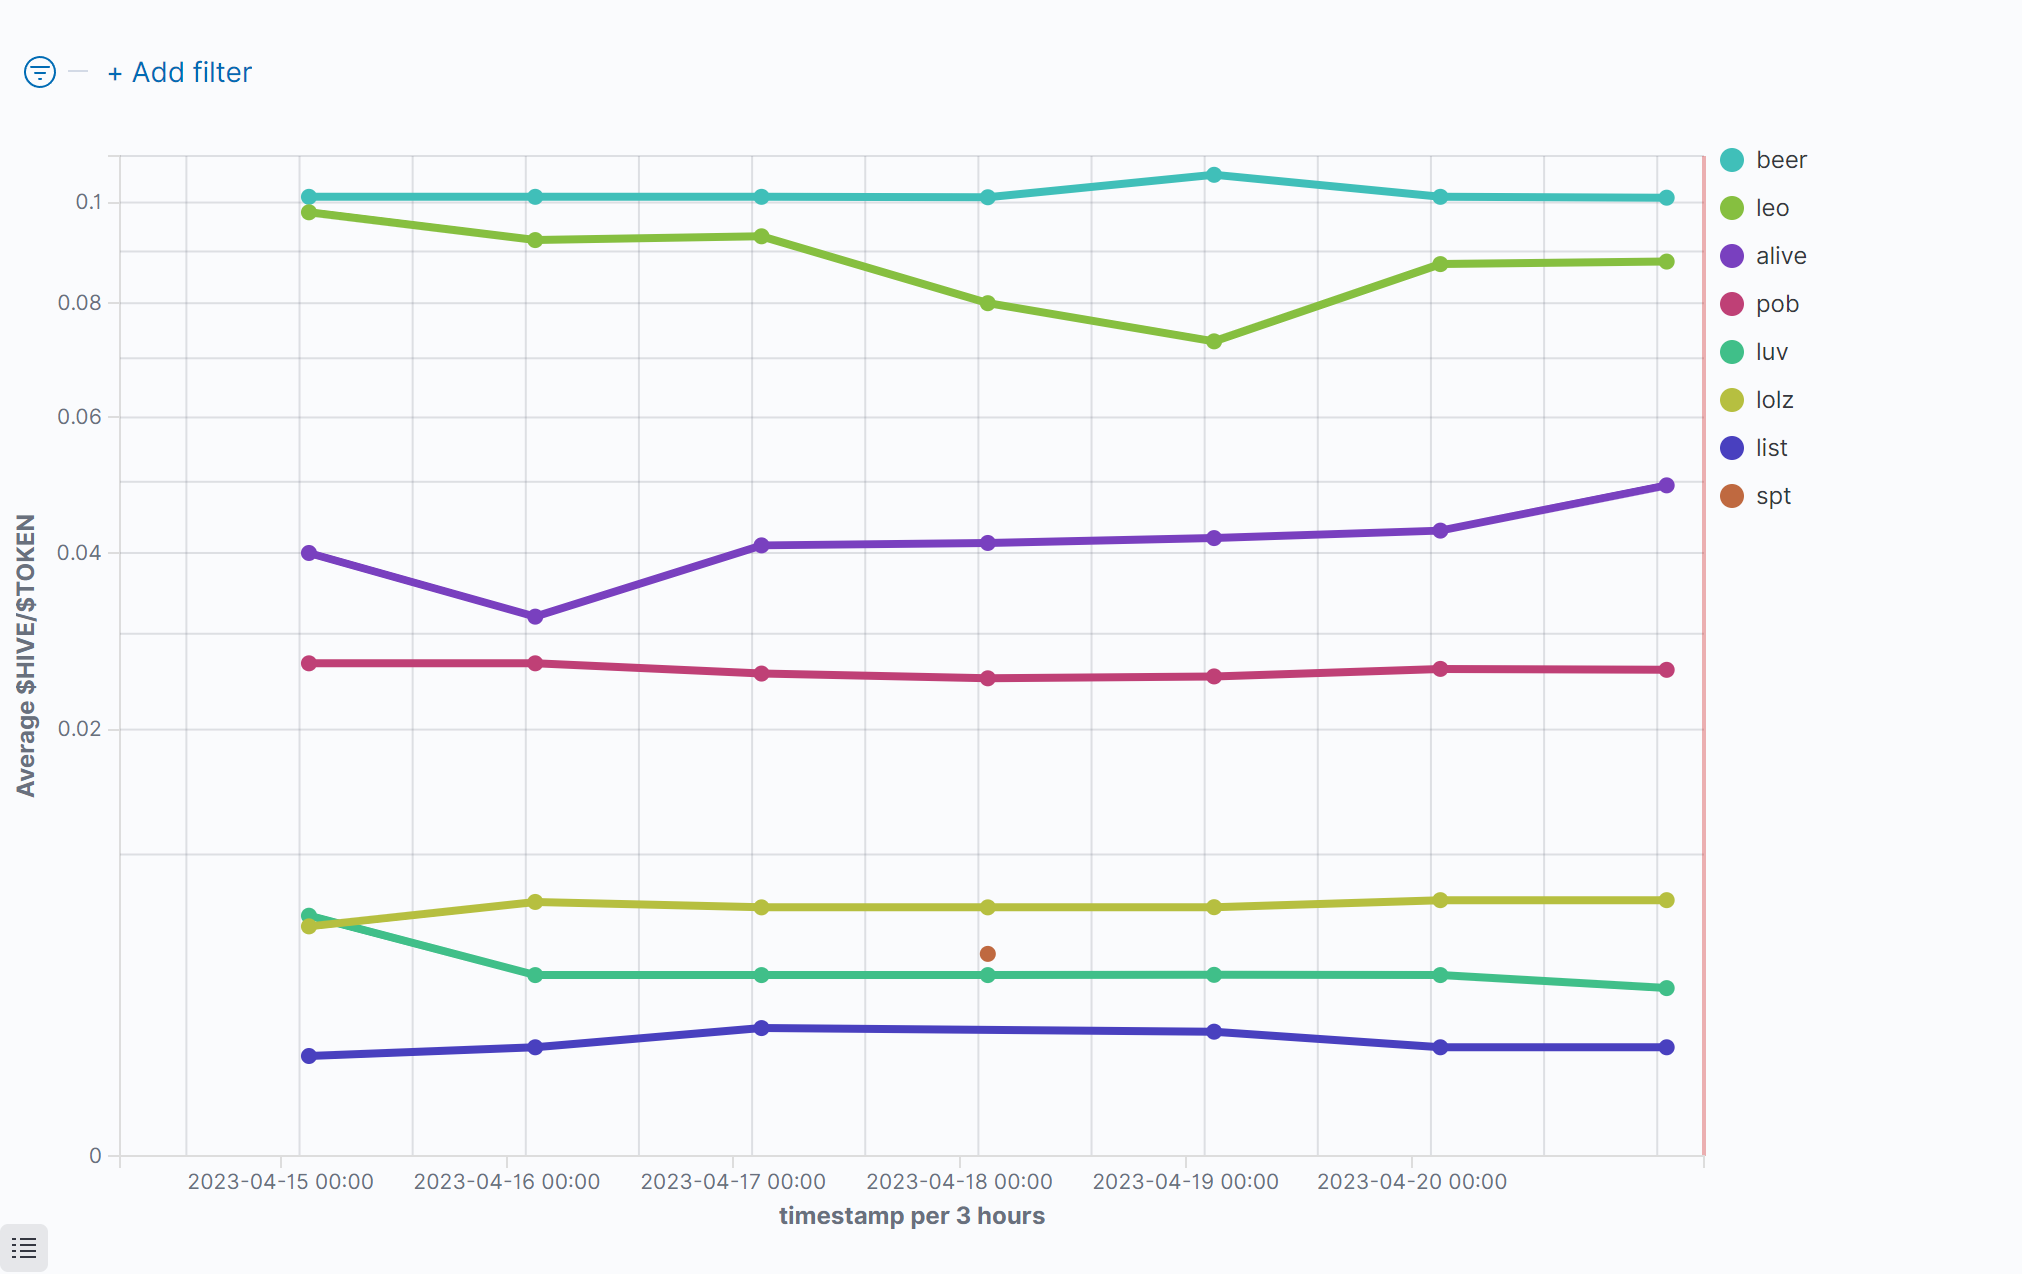 + Add filter
beer
leo
alive
pob
luv
lolz
list
spt
Average $HIVE/$TOKEN
0.1
0.08
0.06
0.04
0.02
0
2023-04-15 00:00 2023-04-16 00:00 2023-04-17 00:00 2023-04-18 00:00 2023-04-19 00:00 2023-04-20 00:00
timestamp per 3 hours